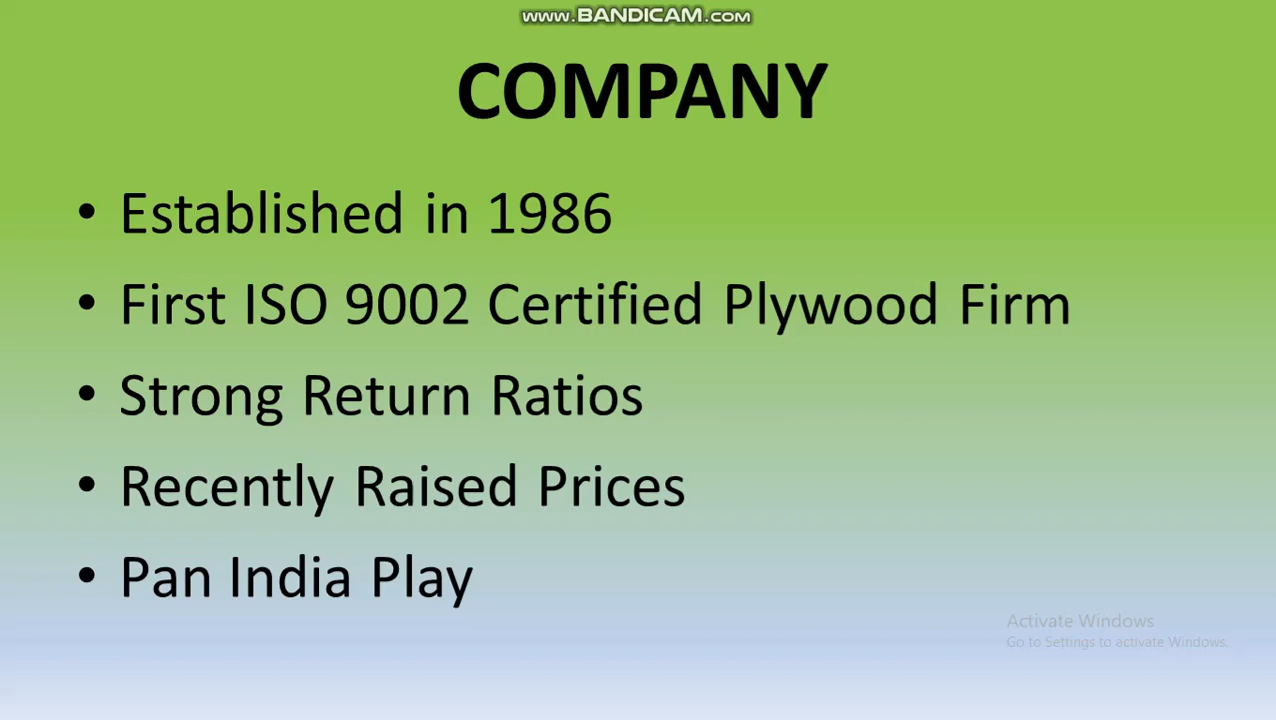 www.BANDICAM.com
COMPANY
• Established in 1986
• First ISO 9002 Certified Plywood Firm
• Strong Return Ratios
• Recently Raised Prices
• Pan India Play
Activate Windows
Go to Settings to activate Windows.